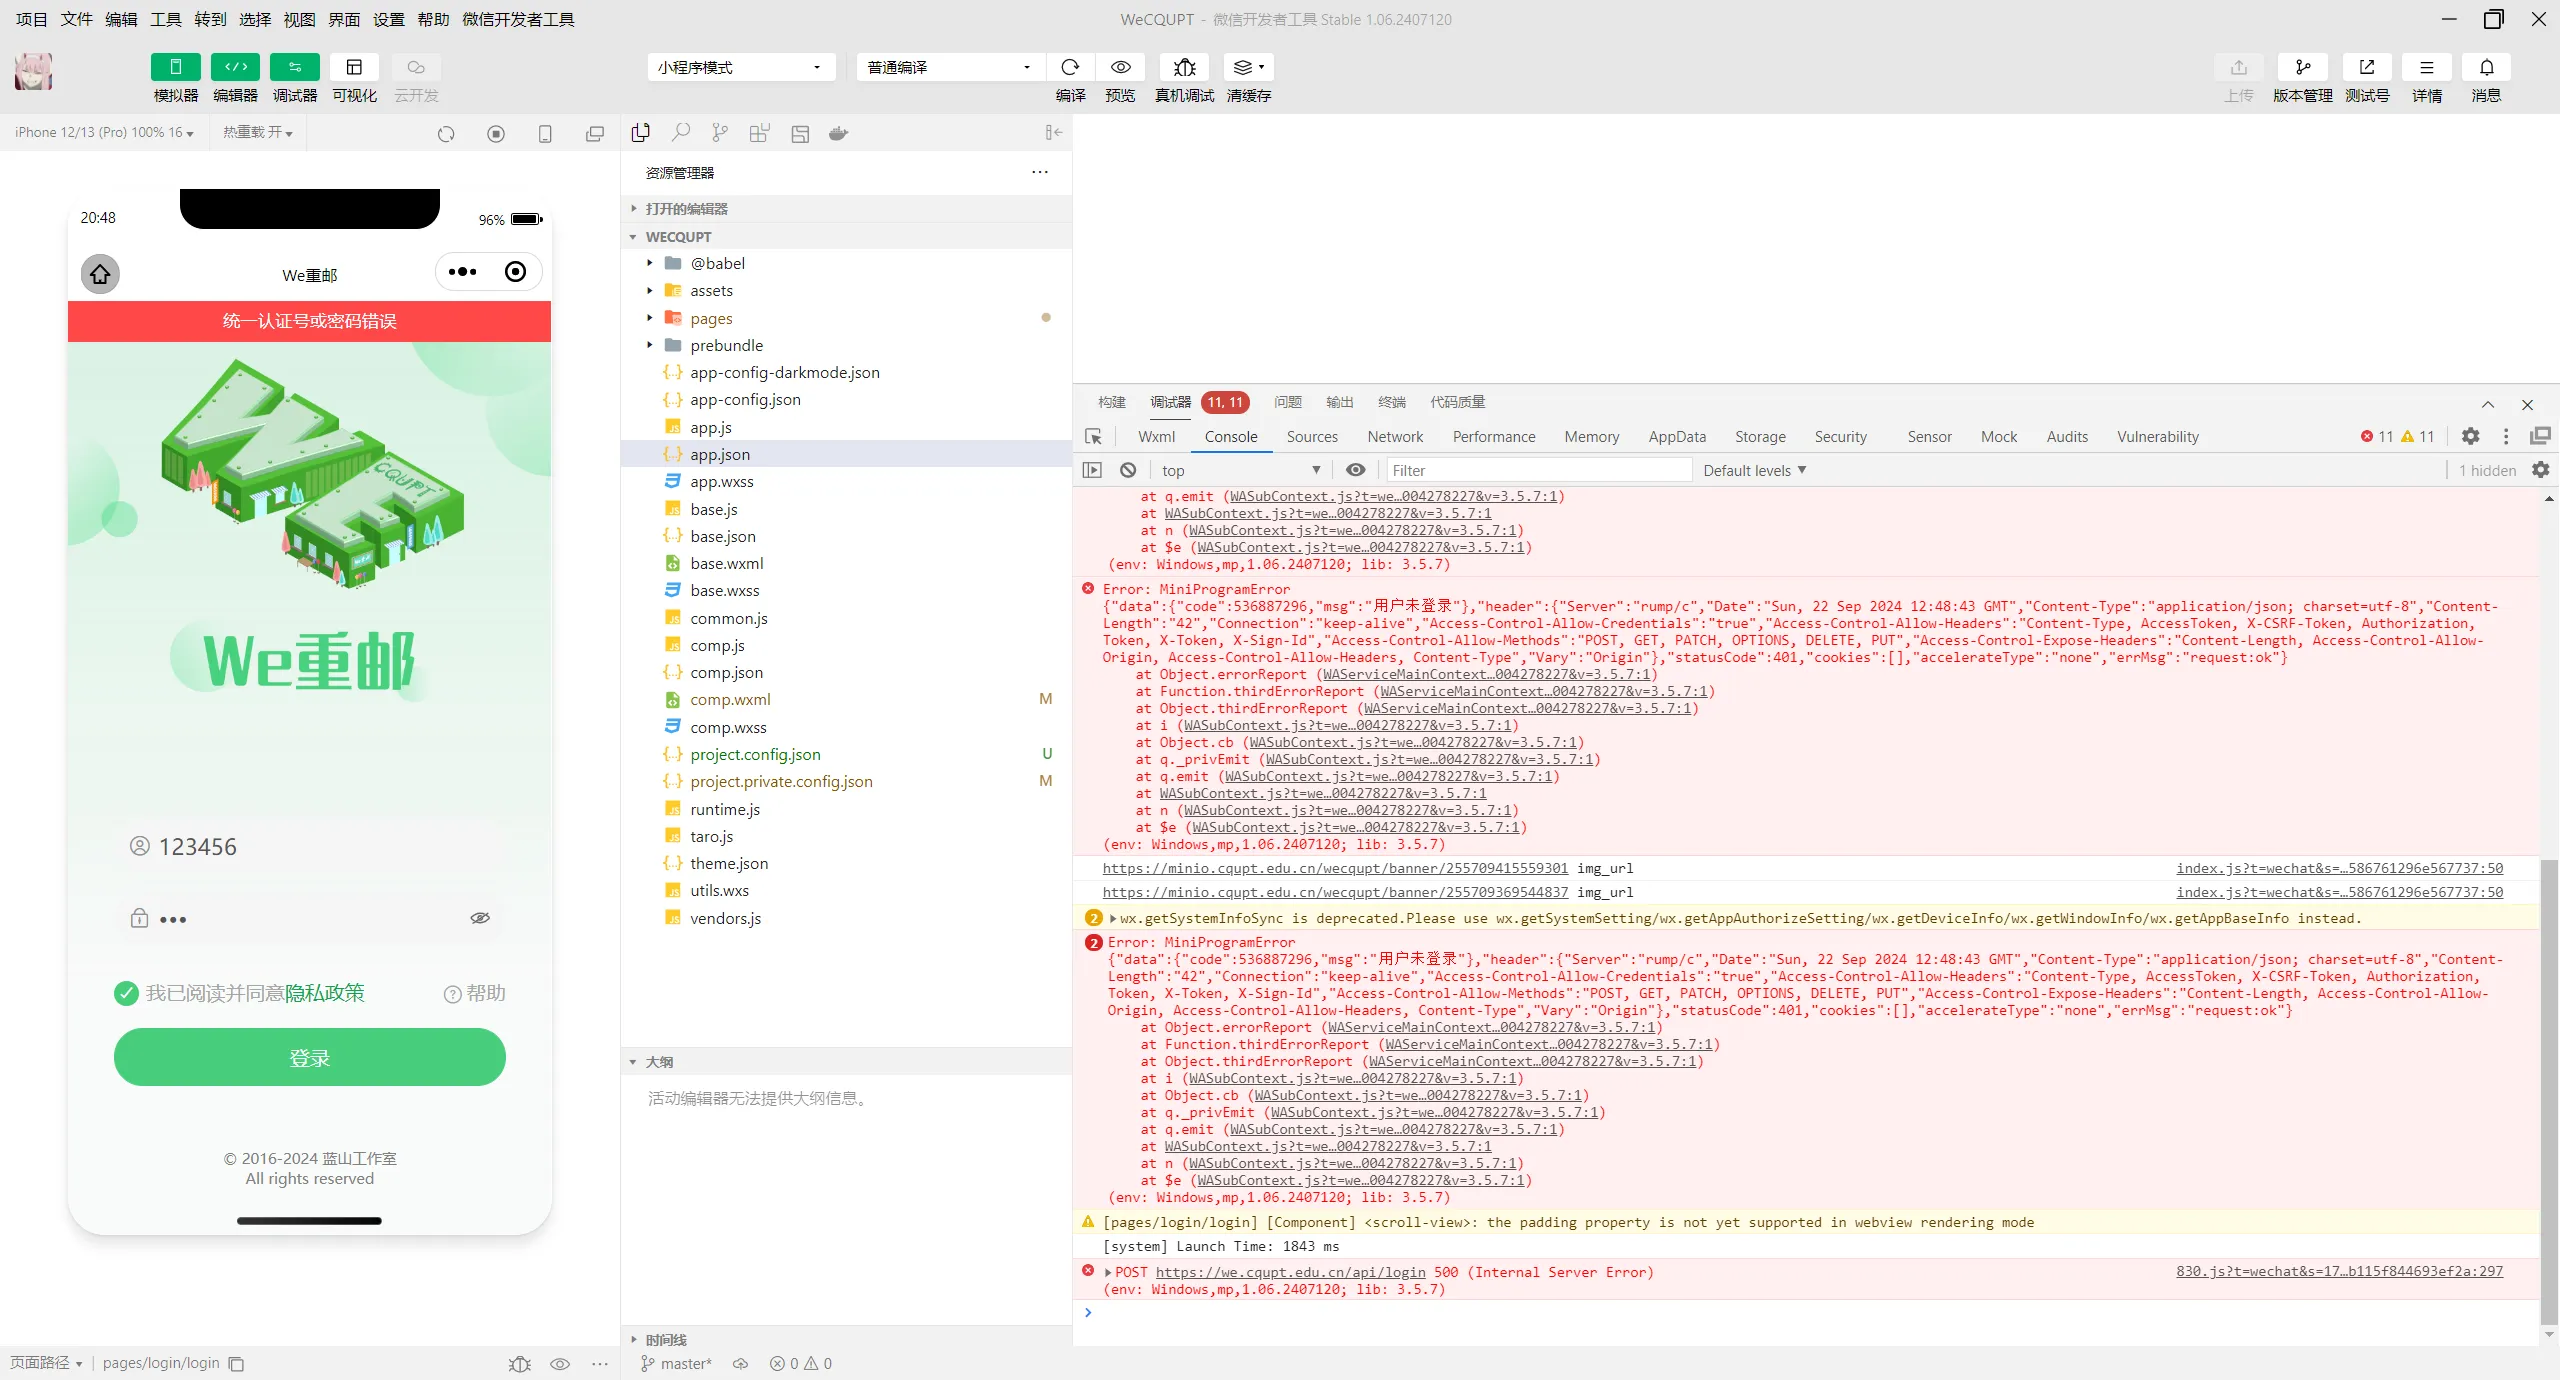 项目 文件 编辑 工具 转到 选择 视图 界面 设置 帮助 微信开发者工具
WeCQUPT - 微信开发者工具 Stable 1.06.2407120
模拟器 编辑器 调试器 可视化 云开发
小程序模式
普通编译
编译 预览 真机调试 清缓存
上传 版本管理 测试号 详情 消息
iPhone 12/13 (Pro) 100% 16
热重载 开
20:48
96%
We重邮
统一认证号或密码错误
CQUPT
We重邮
123456
•••
我已阅读并同意隐私政策
帮助
登录
© 2016-2024 蓝山工作室
All rights reserved
页面路径
pages/login/login
资源管理器
打开的编辑器
WECQUPT
@babel
assets
pages
prebundle
app-config-darkmode.json
app-config.json
app.js
app.json
app.wxss
base.js
base.json
base.wxml
base.wxss
common.js
comp.js
comp.json
comp.wxml M
comp.wxss
project.config.json U
project.private.config.json M
runtime.js
taro.js
theme.json
utils.wxs
vendors.js
大纲
活动编辑器无法提供大纲信息。
时间线
master* 0 0
构建 调试器 11, 11 问题 输出 终端 代码质量
Wxml Console Sources Network Performance Memory AppData Storage Security Sensor Mock Audits Vulnerability 11 11
top Filter Default levels 1 hidden
at q.emit (WASubContext.js?t=we…004278227&v=3.5.7:1)
at WASubContext.js?t=we…004278227&v=3.5.7:1
at n (WASubContext.js?t=we…004278227&v=3.5.7:1)
at $e (WASubContext.js?t=we…004278227&v=3.5.7:1)
(env: Windows,mp,1.06.2407120; lib: 3.5.7)
Error: MiniProgramError
{"data":{"code":536887296,"msg":"用户未登录"},"header":{"Server":"rump/c","Date":"Sun, 22 Sep 2024 12:48:43 GMT","Content-Type":"application/json; charset=utf-8","Content-
Length":"42","Connection":"keep-alive","Access-Control-Allow-Credentials":"true","Access-Control-Allow-Headers":"Content-Type, AccessToken, X-CSRF-Token, Authorization,
Token, X-Token, X-Sign-Id","Access-Control-Allow-Methods":"POST, GET, PATCH, OPTIONS, DELETE, PUT","Access-Control-Expose-Headers":"Content-Length, Access-Control-Allow-
Origin, Access-Control-Allow-Headers, Content-Type","Vary":"Origin"},"statusCode":401,"cookies":[],"accelerateType":"none","errMsg":"request:ok"}
at Object.errorReport (WAServiceMainContext…004278227&v=3.5.7:1)
at Function.thirdErrorReport (WAServiceMainContext…004278227&v=3.5.7:1)
at Object.thirdErrorReport (WAServiceMainContext…004278227&v=3.5.7:1)
at i (WASubContext.js?t=we…004278227&v=3.5.7:1)
at Object.cb (WASubContext.js?t=we…004278227&v=3.5.7:1)
at q._privEmit (WASubContext.js?t=we…004278227&v=3.5.7:1)
at q.emit (WASubContext.js?t=we…004278227&v=3.5.7:1)
at WASubContext.js?t=we…004278227&v=3.5.7:1
at n (WASubContext.js?t=we…004278227&v=3.5.7:1)
at $e (WASubContext.js?t=we…004278227&v=3.5.7:1)
(env: Windows,mp,1.06.2407120; lib: 3.5.7)
https://minio.cqupt.edu.cn/wecqupt/banner/255709415559301 img_url index.js?t=wechat&s=…586761296e567737:50
https://minio.cqupt.edu.cn/wecqupt/banner/255709369544837 img_url index.js?t=wechat&s=…586761296e567737:50
2 wx.getSystemInfoSync is deprecated.Please use wx.getSystemSetting/wx.getAppAuthorizeSetting/wx.getDeviceInfo/wx.getWindowInfo/wx.getAppBaseInfo instead.
2 Error: MiniProgramError
{"data":{"code":536887296,"msg":"用户未登录"},"header":{"Server":"rump/c","Date":"Sun, 22 Sep 2024 12:48:43 GMT","Content-Type":"application/json; charset=utf-8","Content-
Length":"42","Connection":"keep-alive","Access-Control-Allow-Credentials":"true","Access-Control-Allow-Headers":"Content-Type, AccessToken, X-CSRF-Token, Authorization,
Token, X-Token, X-Sign-Id","Access-Control-Allow-Methods":"POST, GET, PATCH, OPTIONS, DELETE, PUT","Access-Control-Expose-Headers":"Content-Length, Access-Control-Allow-
Origin, Access-Control-Allow-Headers, Content-Type","Vary":"Origin"},"statusCode":401,"cookies":[],"accelerateType":"none","errMsg":"request:ok"}
at Object.errorReport (WAServiceMainContext…004278227&v=3.5.7:1)
at Function.thirdErrorReport (WAServiceMainContext…004278227&v=3.5.7:1)
at Object.thirdErrorReport (WAServiceMainContext…004278227&v=3.5.7:1)
at i (WASubContext.js?t=we…004278227&v=3.5.7:1)
at Object.cb (WASubContext.js?t=we…004278227&v=3.5.7:1)
at q._privEmit (WASubContext.js?t=we…004278227&v=3.5.7:1)
at q.emit (WASubContext.js?t=we…004278227&v=3.5.7:1)
at WASubContext.js?t=we…004278227&v=3.5.7:1
at n (WASubContext.js?t=we…004278227&v=3.5.7:1)
at $e (WASubContext.js?t=we…004278227&v=3.5.7:1)
(env: Windows,mp,1.06.2407120; lib: 3.5.7)
[pages/login/login] [Component] <scroll-view>: the padding property is not yet supported in webview rendering mode
[system] Launch Time: 1843 ms
POST https://we.cqupt.edu.cn/api/login 500 (Internal Server Error) 830.js?t=wechat&s=17…b115f844693ef2a:297
(env: Windows,mp,1.06.2407120; lib: 3.5.7)